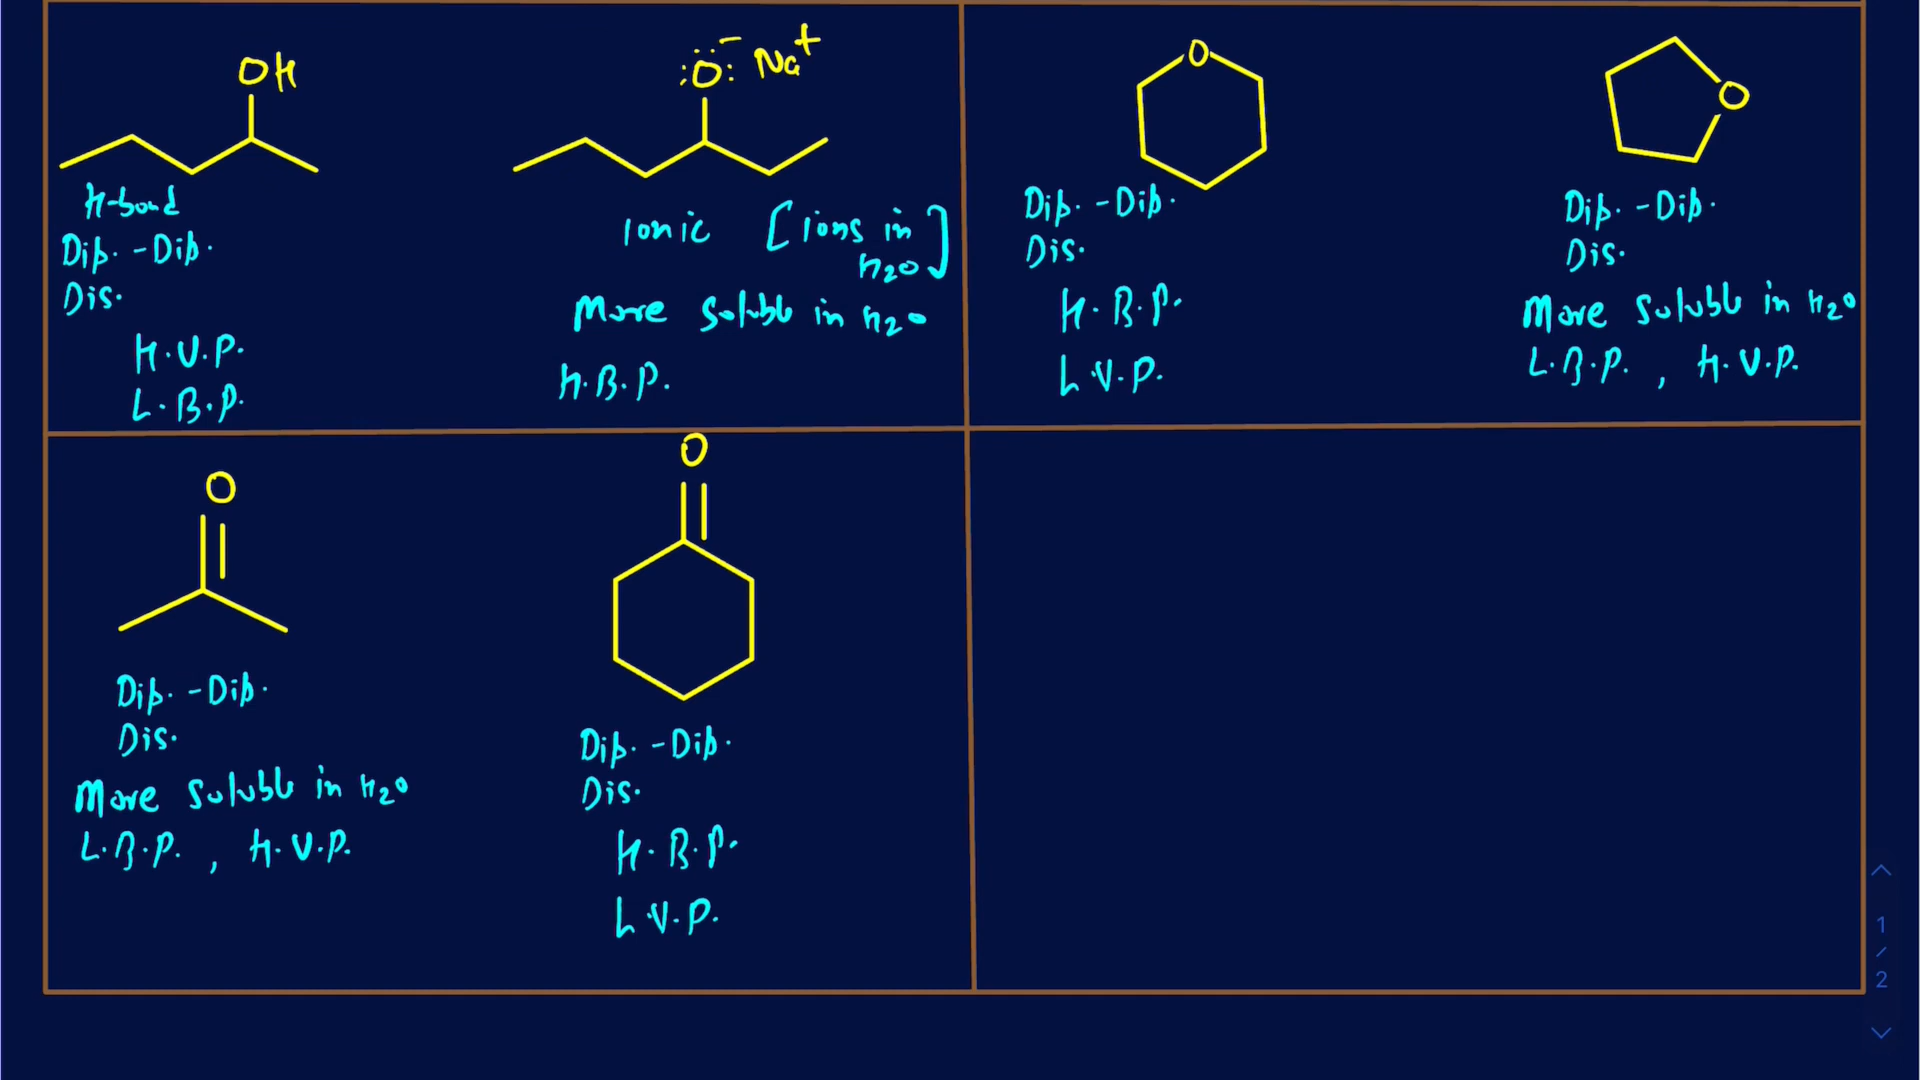 OH
H-bond
Dip. - Dip.
Dis.
H.V.P.
L.B.P.
:Ö:⁻ Na⁺
Ionic [ions in H2O]
More soluble in H2O
H.B.P.
O
Dip. - Dip.
Dis.
H.B.P.
L.V.P.
O
Dip. - Dip.
Dis.
More soluble in H2O
L.B.P. , H.V.P.
O
Dip. - Dip.
Dis.
More soluble in H2O
L.B.P. , H.V.P.
O
Dip. - Dip.
Dis.
H.B.P.
L.V.P.
1
/
2